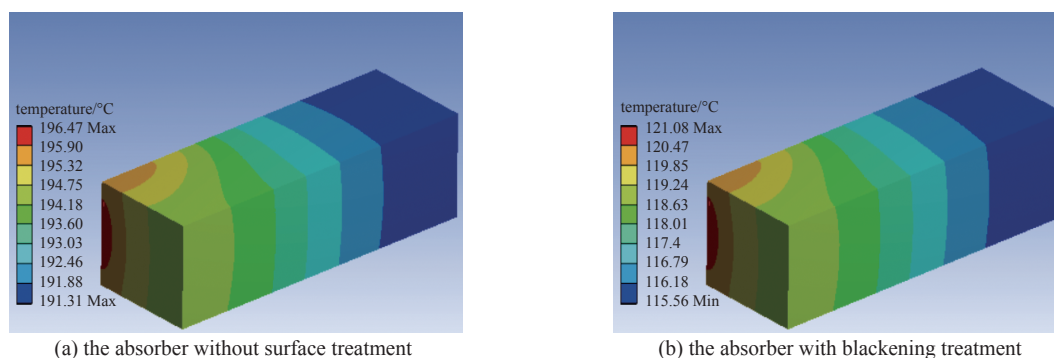 temperature/°C
196.47 Max
195.90
195.32
194.75
194.18
193.60
193.03
192.46
191.88
191.31 Max
(a) the absorber without surface treatment
temperature/°C
121.08 Max
120.47
119.85
119.24
118.63
118.01
117.4
116.79
116.18
115.56 Min
(b) the absorber with blackening treatment